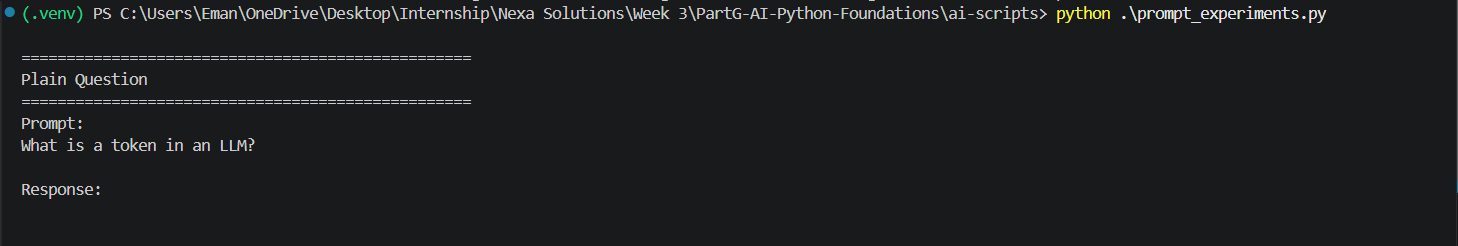 (.venv) PS C:\Users\Eman\OneDrive\Desktop\Internship\Nexa Solutions\Week 3\PartG-AI-Python-Foundations\ai-scripts> python .\prompt_experiments.py
==================================================
Plain Question
==================================================
Prompt:
What is a token in an LLM?
Response: